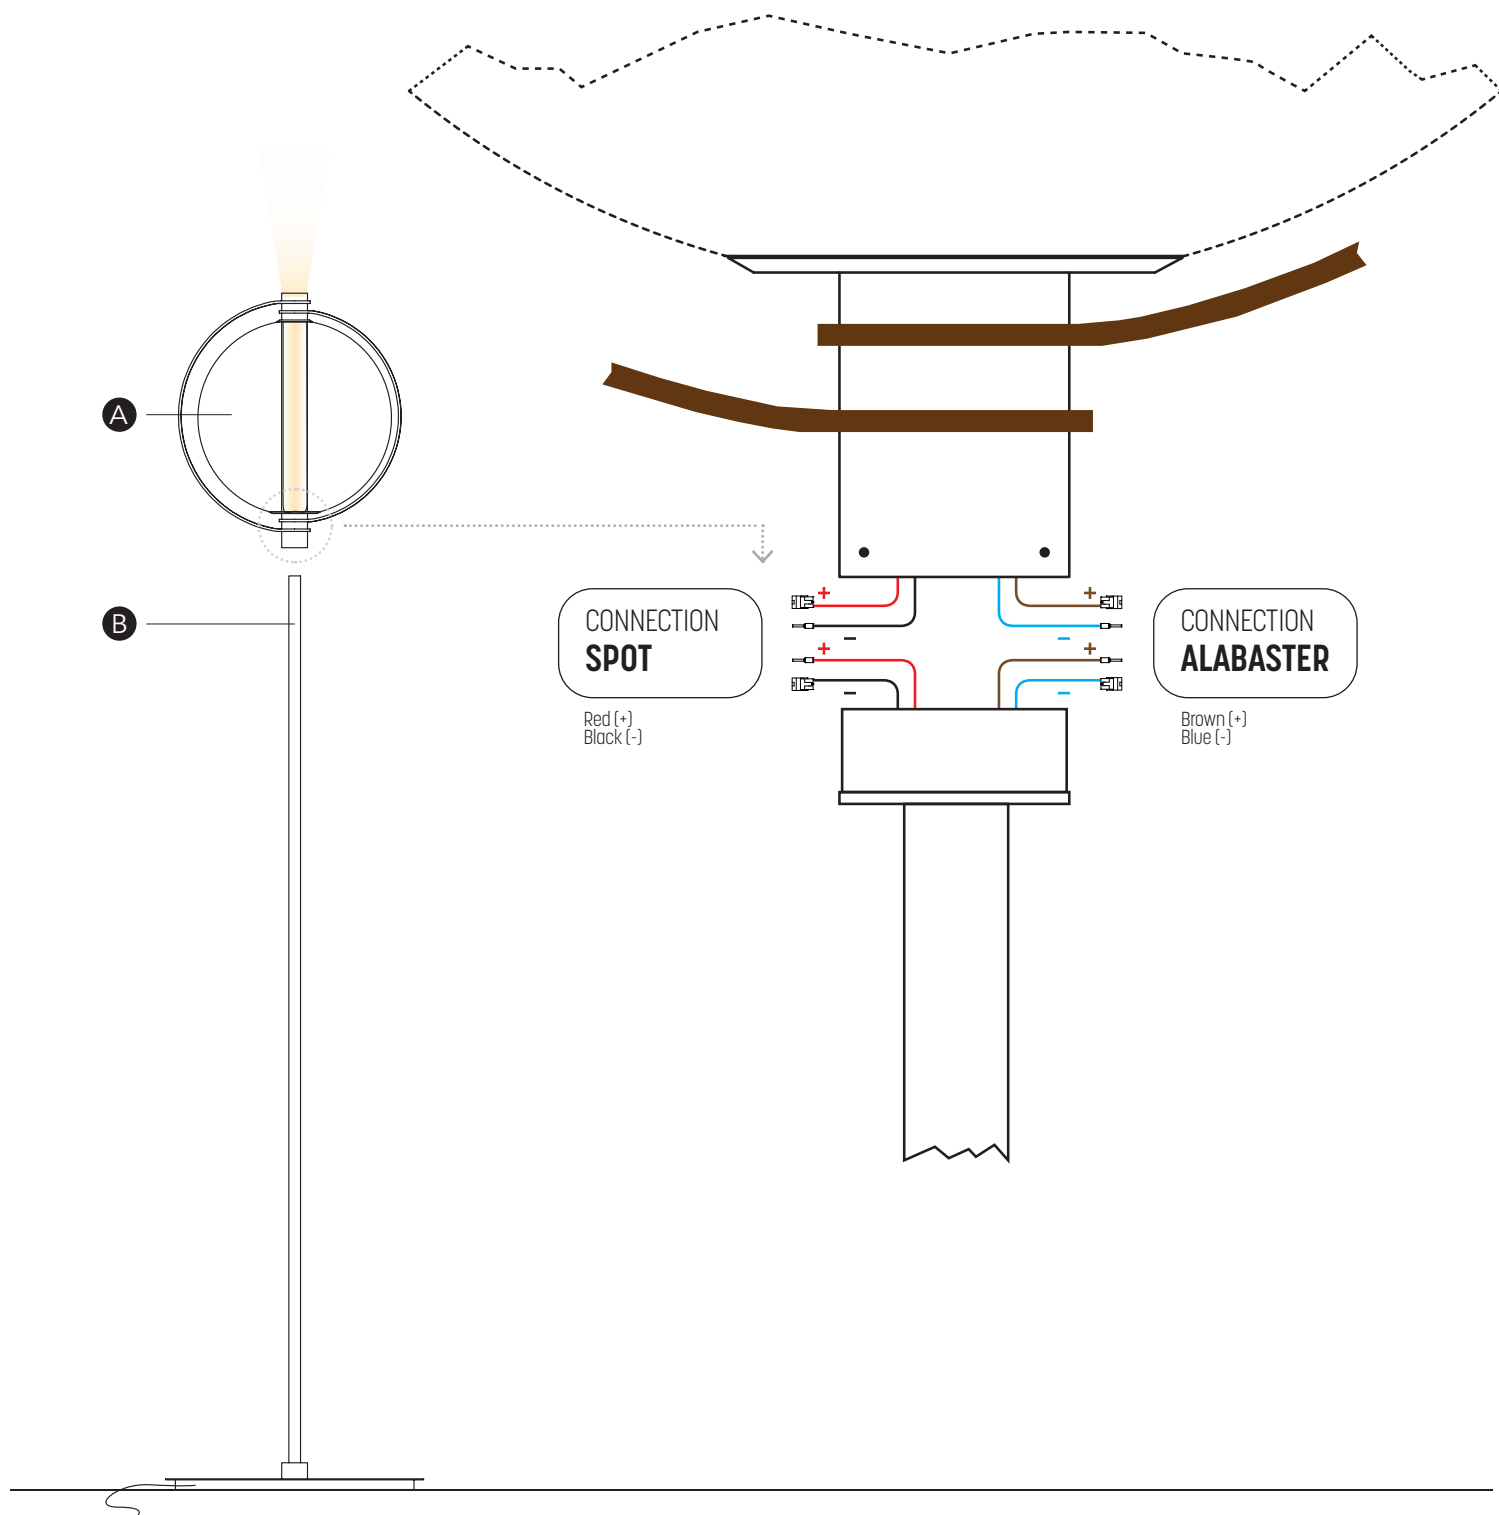 A
B
+
−
+
−
CONNECTION
SPOT
Red (+)
Black (-)
+
−
+
−
CONNECTION
ALABASTER
Brown (+)
Blue (-)